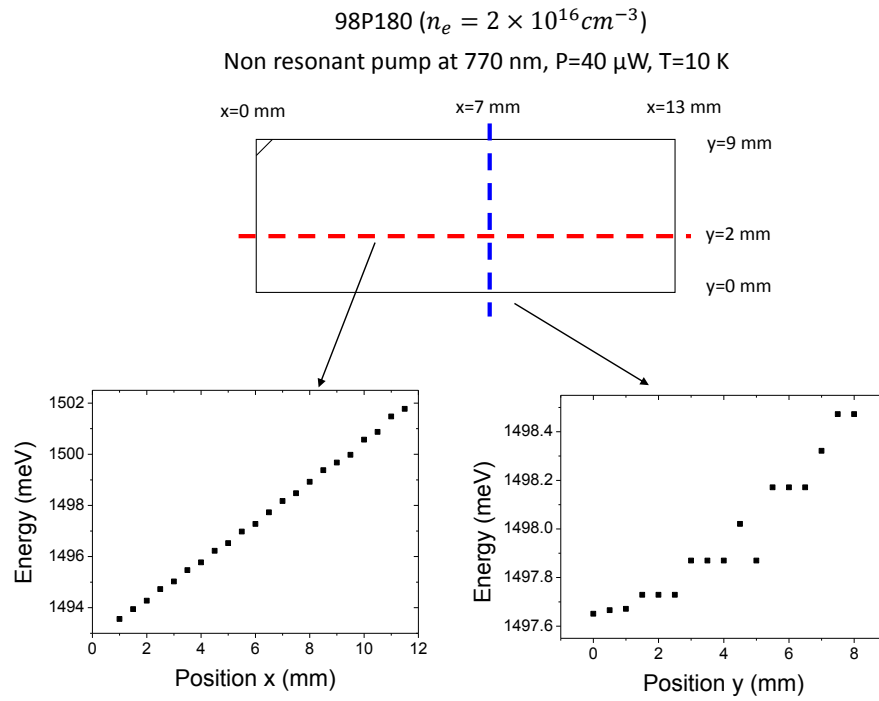 98P180 (n_e = 2 × 10^16 cm^−3)
Non resonant pump at 770 nm, P=40 μW, T=10 K
x=0 mm
x=7 mm
x=13 mm
y=9 mm
y=2 mm
y=0 mm
1502
1500
1498
1496
1494
Energy (meV)
0 2 4 6 8 10 12
Position x (mm)
1498.4
1498.2
1498.0
1497.8
1497.6
Energy (meV)
0 2 4 6 8
Position y (mm)